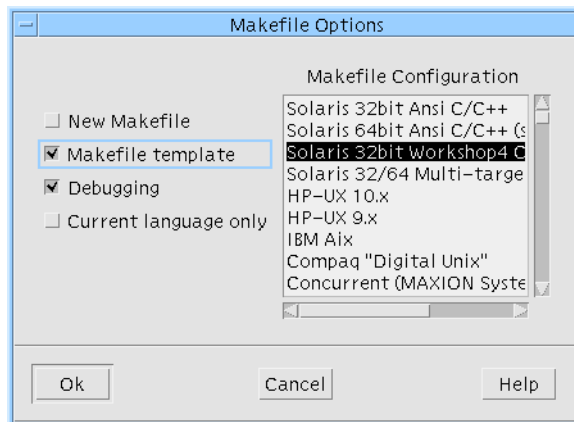 Makefile Options
Makefile Configuration
New Makefile
Makefile template
Debugging
Current language only
Solaris 32bit Ansi C/C++
Solaris 64bit Ansi C/C++ (s
Solaris 32bit Workshop4 C
Solaris 32/64 Multi-targe
HP-UX 10.x
HP-UX 9.x
IBM Aix
Compaq "Digital Unix"
Concurrent (MAXION Syste
Ok
Cancel
Help